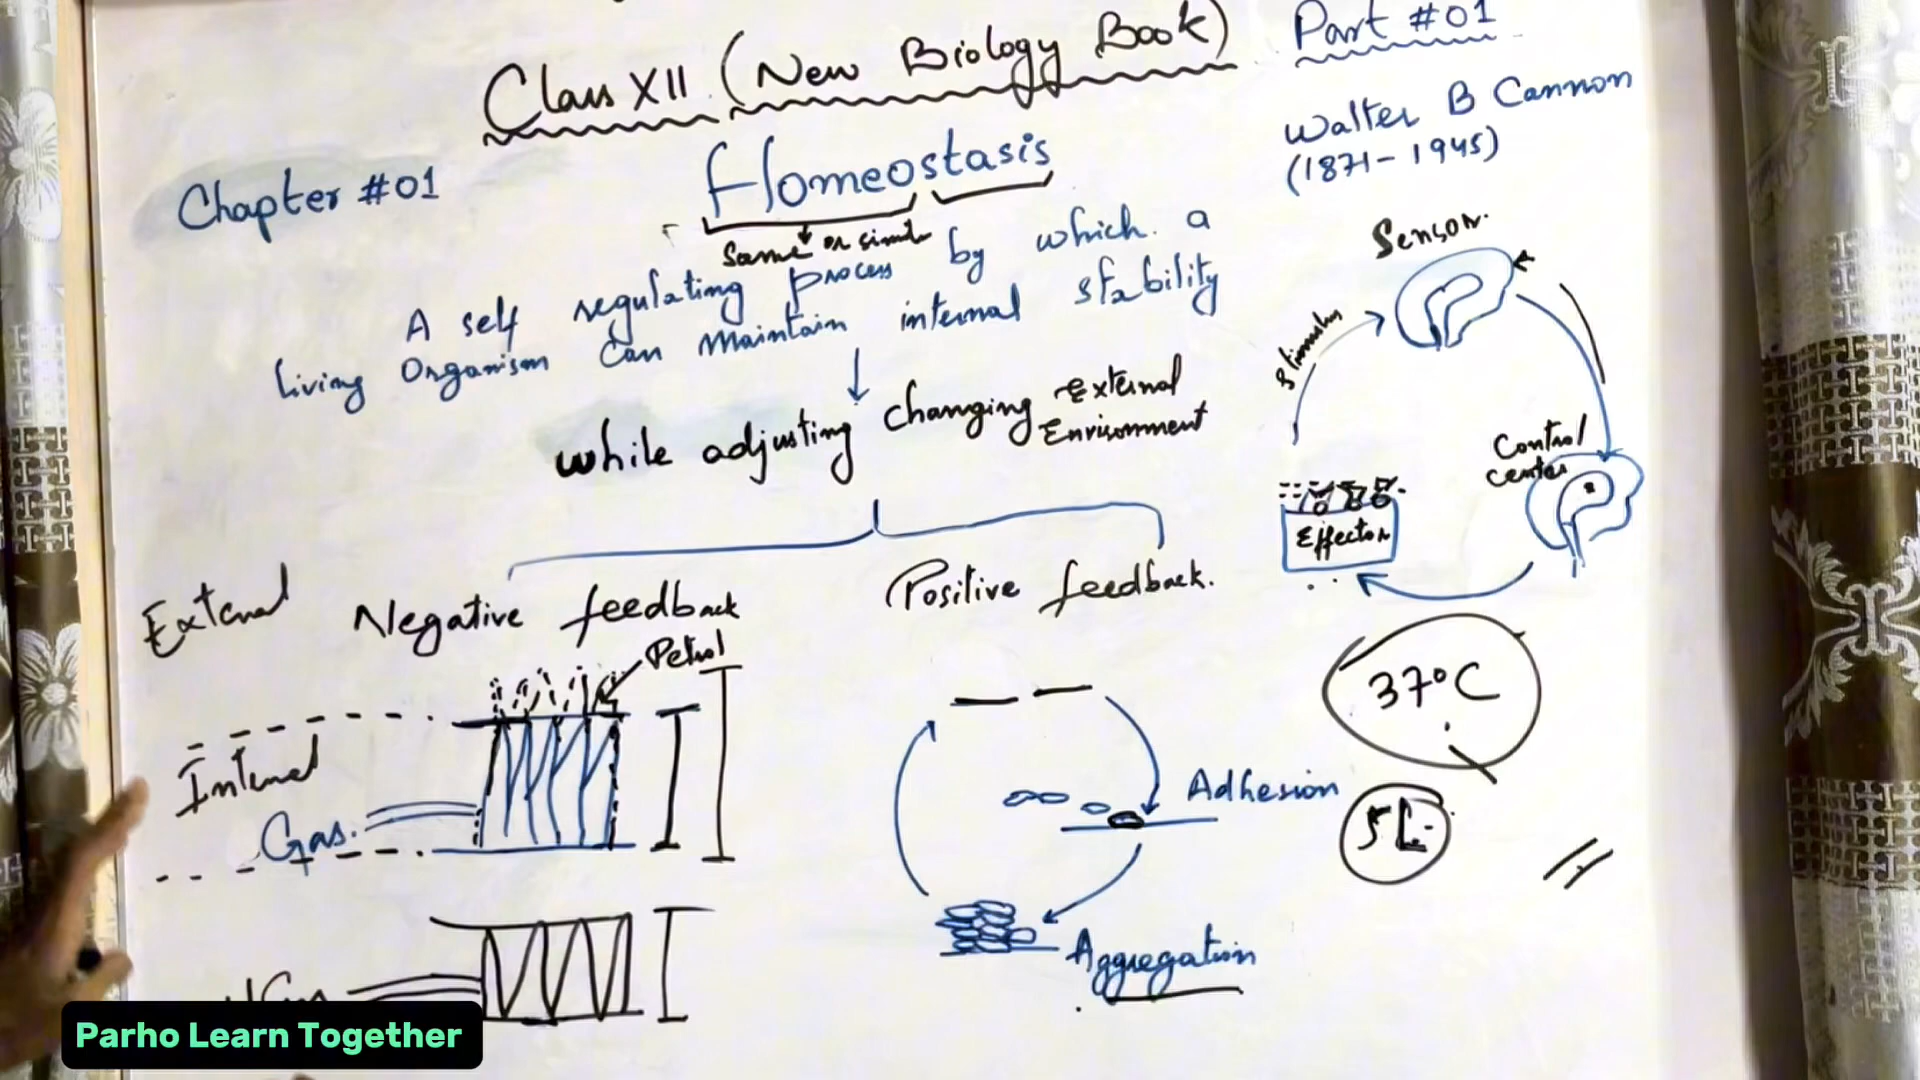 Class XII (New Biology Book)
Part #01
Walter B Cannon
(1871-1945)
Chapter #01
Homeostasis
Same or similar
A self regulating process by which a
living Organism can maintain internal stability
while adjusting changing External
Environment
Sensor
Stimulus
Control
center
Effector
External
Negative feedback
Positive feedback.
Petrol
37°C
Internal
Gas.
Adhesion
5L
Aggregation
Parho Learn Together